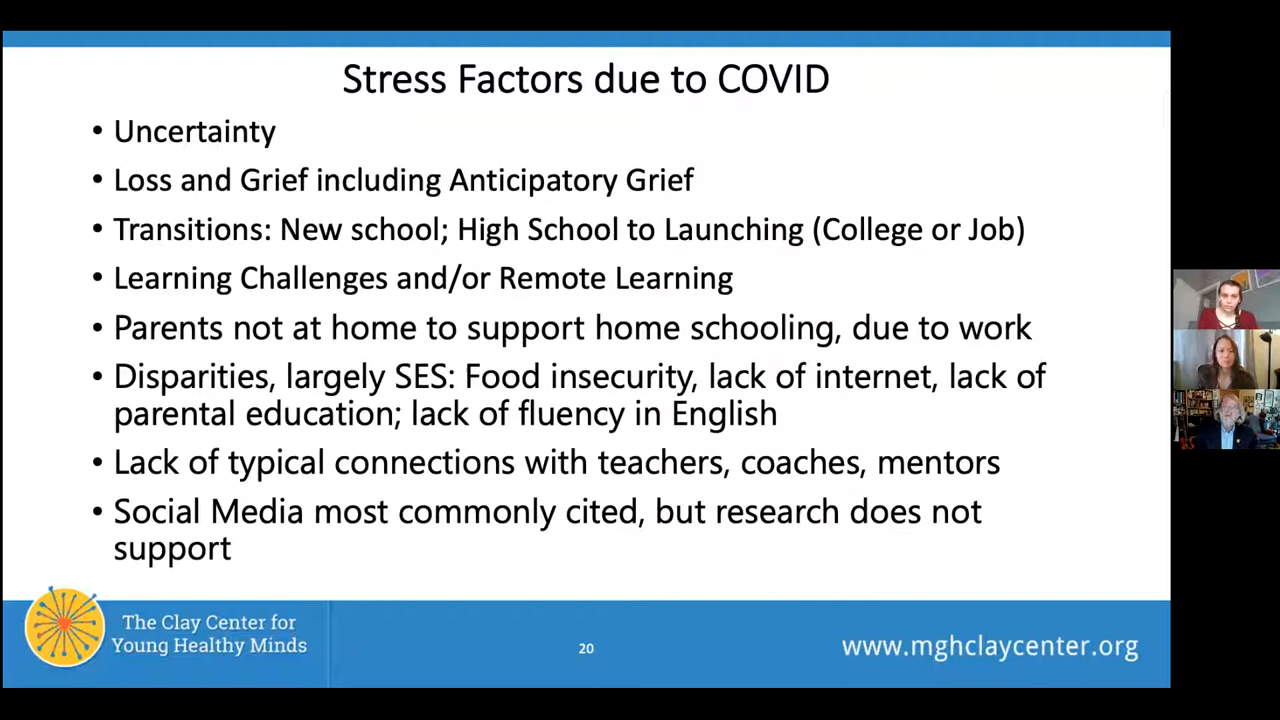 Stress Factors due to COVID
• Uncertainty
• Loss and Grief including Anticipatory Grief
• Transitions: New school; High School to Launching (College or Job)
• Learning Challenges and/or Remote Learning
• Parents not at home to support home schooling, due to work
• Disparities, largely SES: Food insecurity, lack of internet, lack of
parental education; lack of fluency in English
• Lack of typical connections with teachers, coaches, mentors
• Social Media most commonly cited, but research does not
support
The Clay Center for
Young Healthy Minds
20
www.mghclaycenter.org